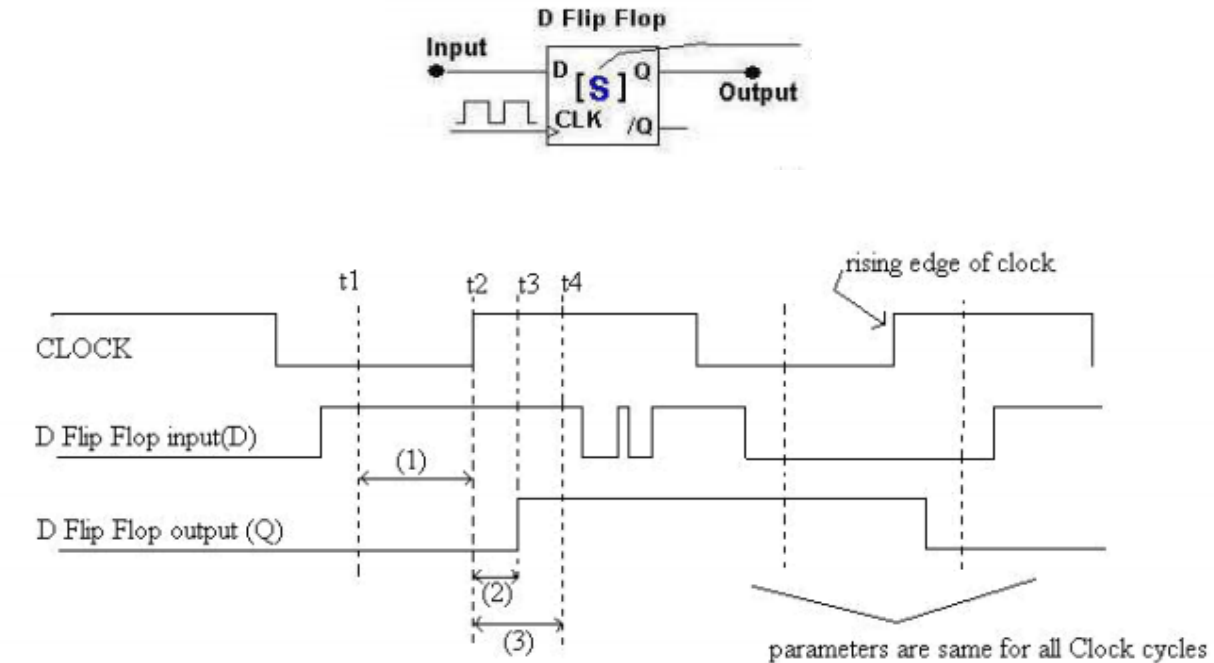 D Flip Flop
Input
D [S] Q
Output
CLK /Q
t1 t2 t3 t4
rising edge of clock
CLOCK
D Flip Flop input(D)
(1)
D Flip Flop output (Q)
(2)
(3)
parameters are same for all Clock cycles